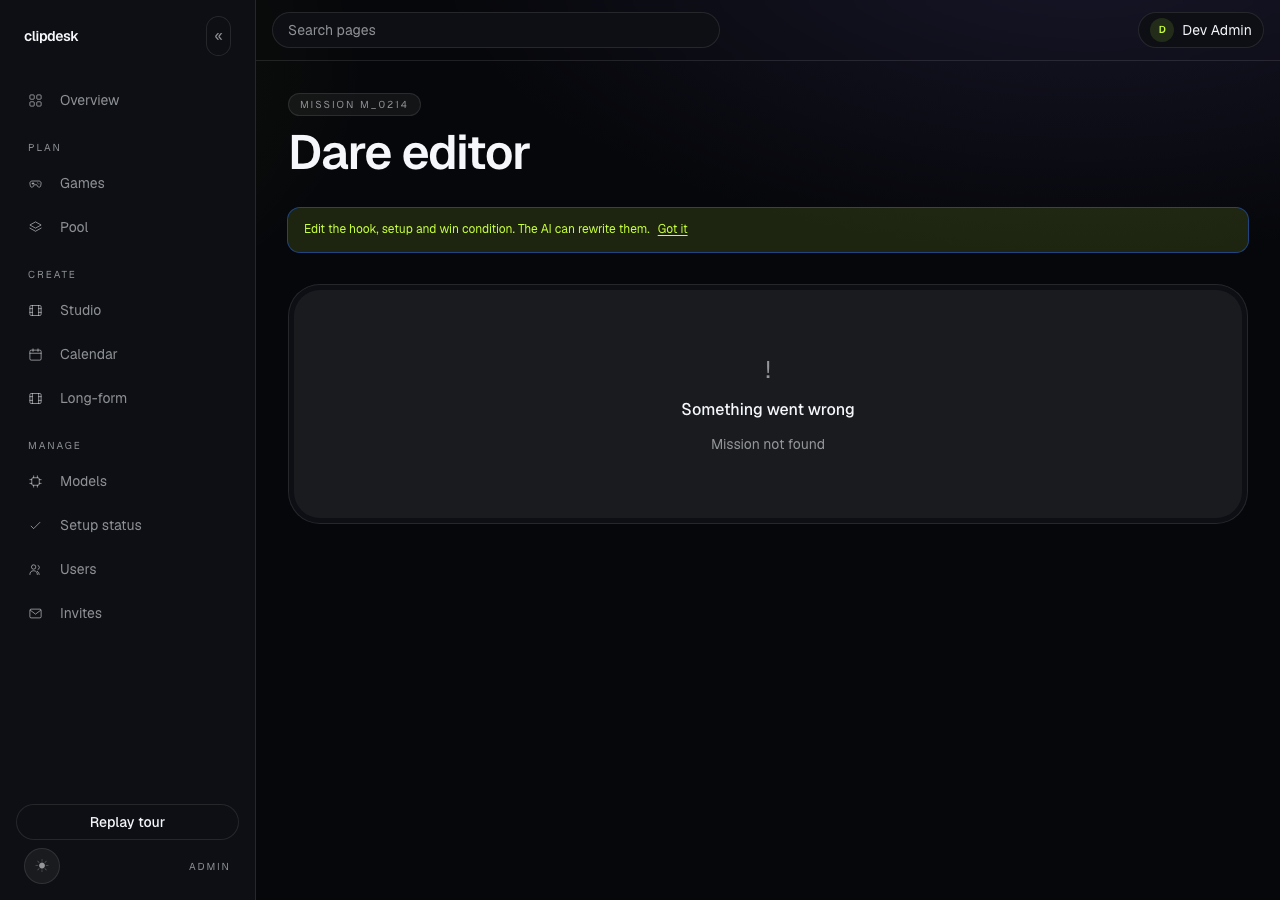 clipdesk
«
Search pages
D
Dev Admin
Overview
PLAN
Games
Pool
CREATE
Studio
Calendar
Long-form
MANAGE
Models
Setup status
Users
Invites
Replay tour
ADMIN
MISSION M_0214
Dare editor
Edit the hook, setup and win condition. The AI can rewrite them. Got it
!
Something went wrong
Mission not found